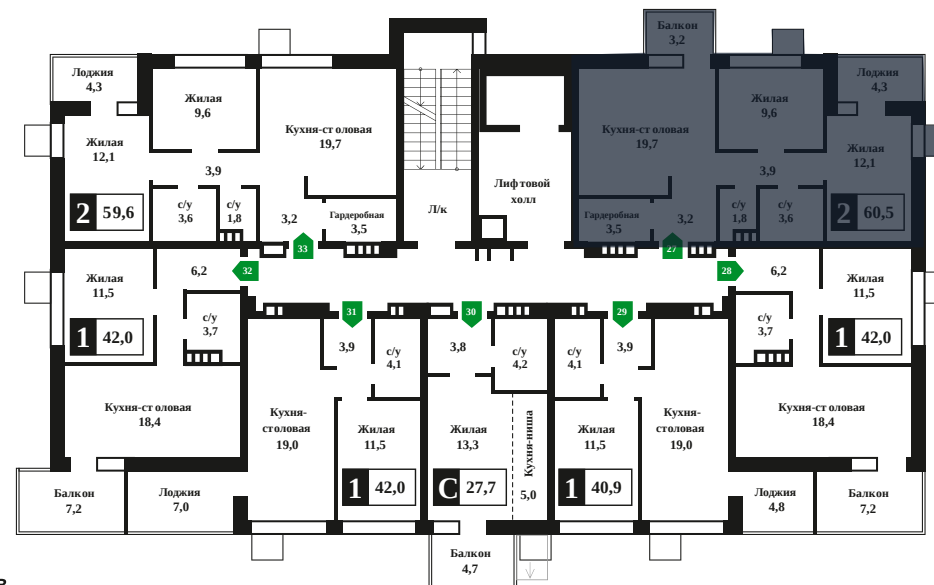 Балкон
3,2
Лоджия
4,3
Жилая
9,6
Кухня-столовая
19,7
Жилая
12,1
3,9
с/у
3,6
с/у
1,8
3,2
Гардеробная
3,5
2 59,6
33
Л/к
Лифтовой
холл
Кухня-столовая
19,7
Жилая
9,6
Лоджия
4,3
Жилая
12,1
3,9
Гардеробная
3,5
3,2
с/у
1,8
с/у
3,6
2 60,5
27
Жилая
11,5
6,2
32
1 42,0
с/у
3,7
Кухня-столовая
18,4
Балкон
7,2
Лоджия
7,0
31
3,9
с/у
4,1
Кухня-
столовая
19,0
Жилая
11,5
1 42,0
30
3,8
с/у
4,2
Жилая
13,3
Кухня-ниша
5,0
С 27,7
Балкон
4,7
29
с/у
4,1
3,9
Жилая
11,5
Кухня-
столовая
19,0
1 40,9
28
6,2
Жилая
11,5
с/у
3,7
1 42,0
Кухня-столовая
18,4
Лоджия
4,8
Балкон
7,2